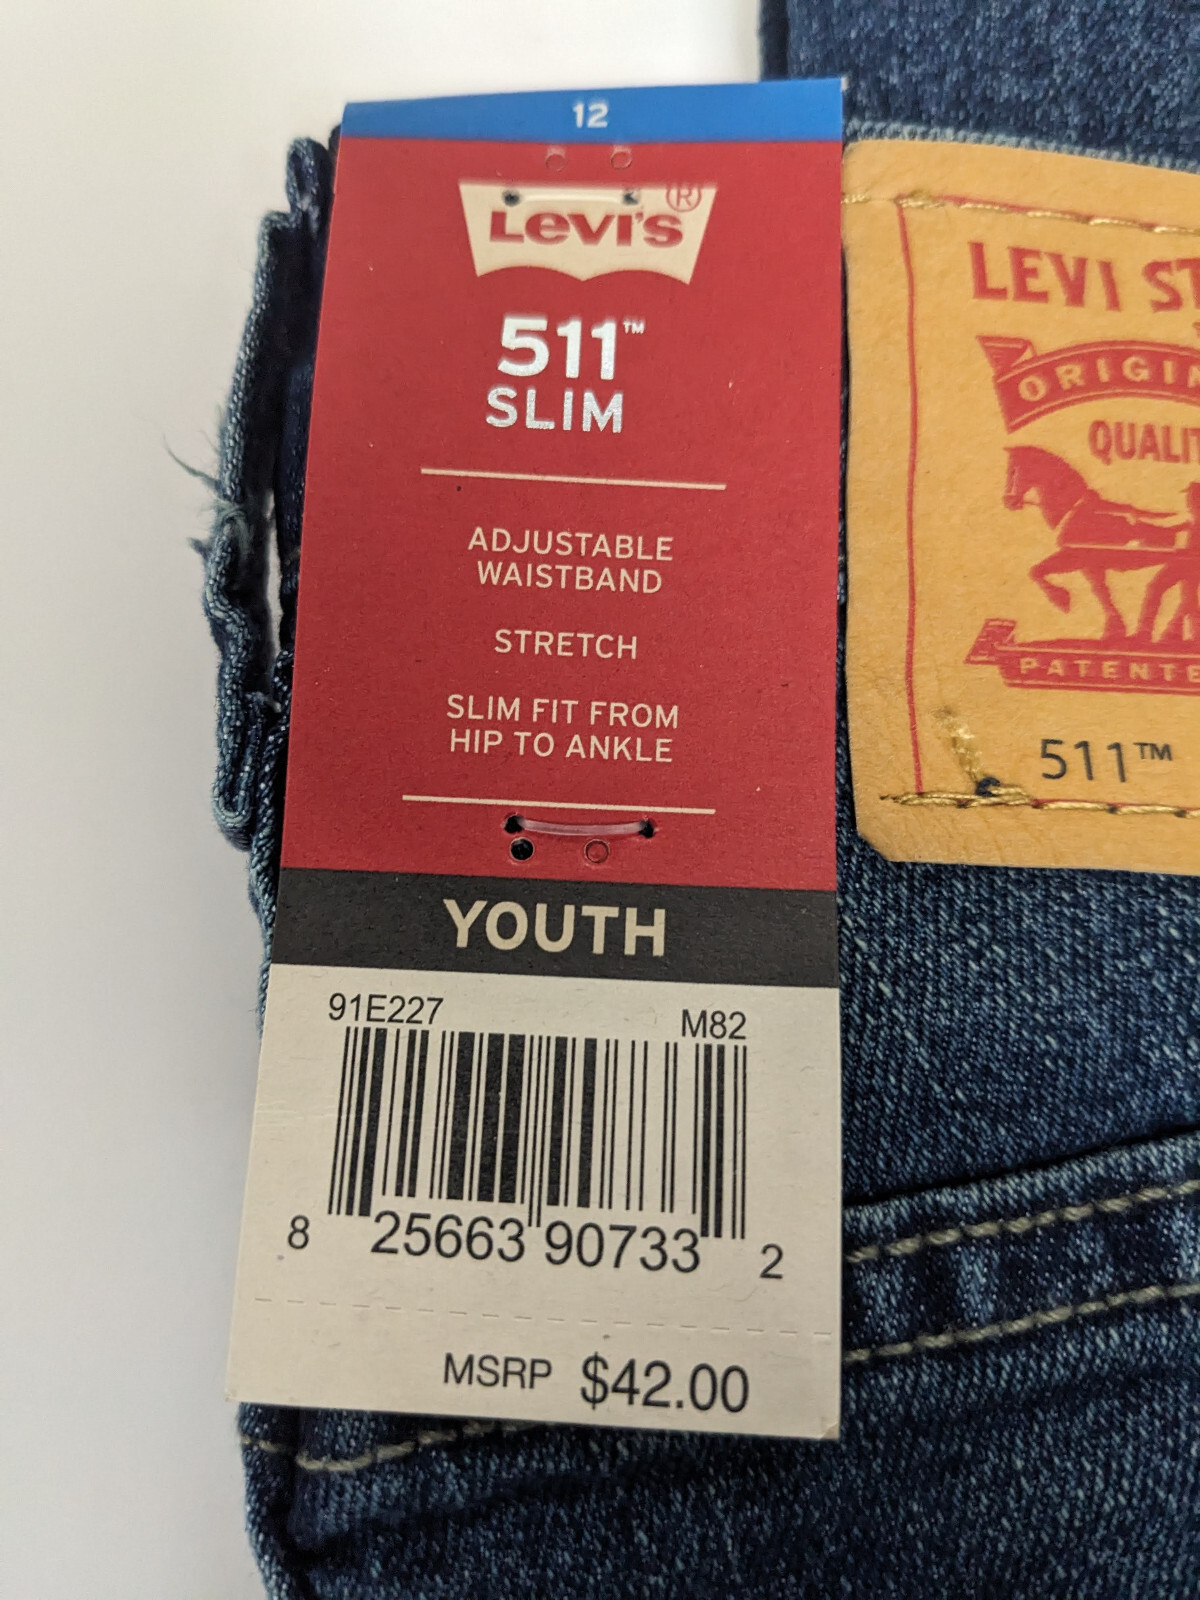 12
LEVI'S®
511™
SLIM
ADJUSTABLE
WAISTBAND
STRETCH
SLIM FIT FROM
HIP TO ANKLE
YOUTH
91E227 M82
8 25663 90733 2
MSRP $42.00
LEVI ST
ORIGIN
QUALIT
PATENTE
511™